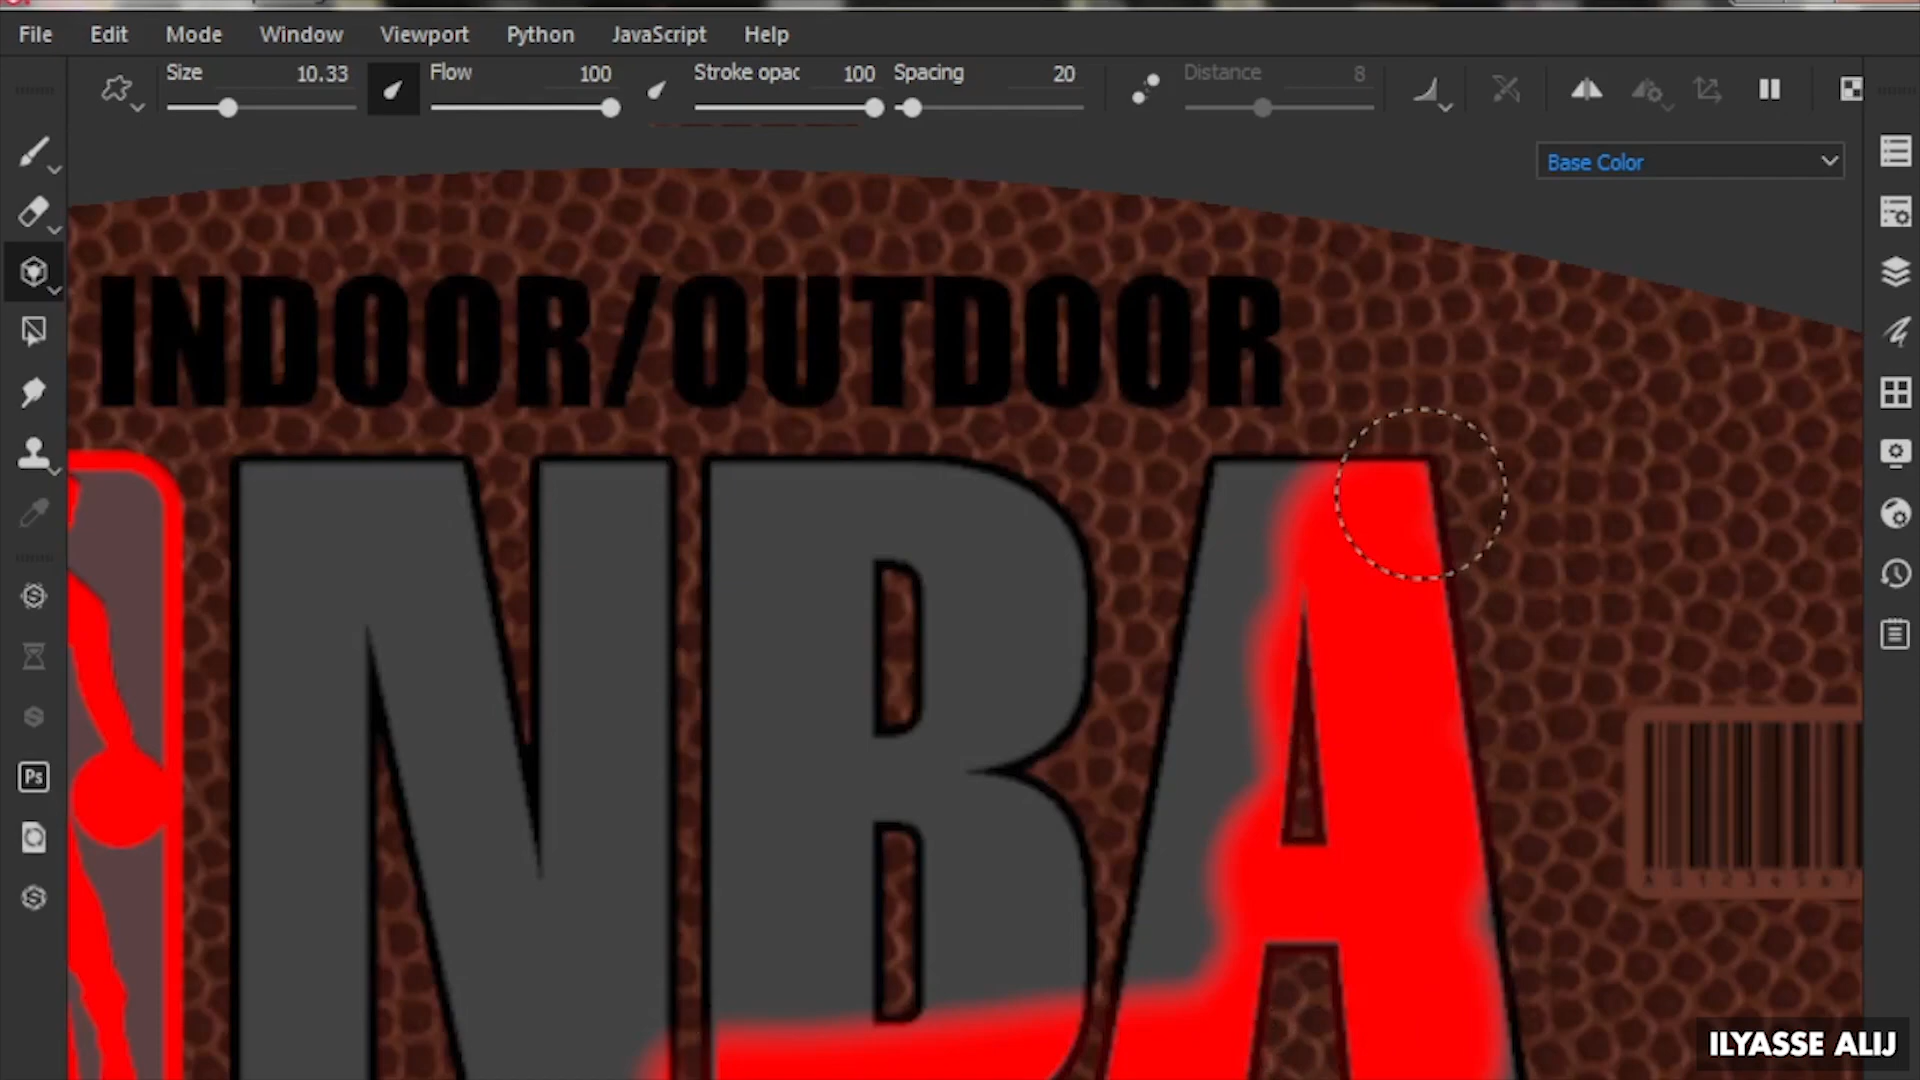 File Edit Mode Window Viewport Python JavaScript Help
Size 10.33 Flow 100 Stroke opac 100 Spacing 20 Distance 8
Base Color
INDOOR/OUTDOOR
NBA
Ps
ILYASSE ALIJ